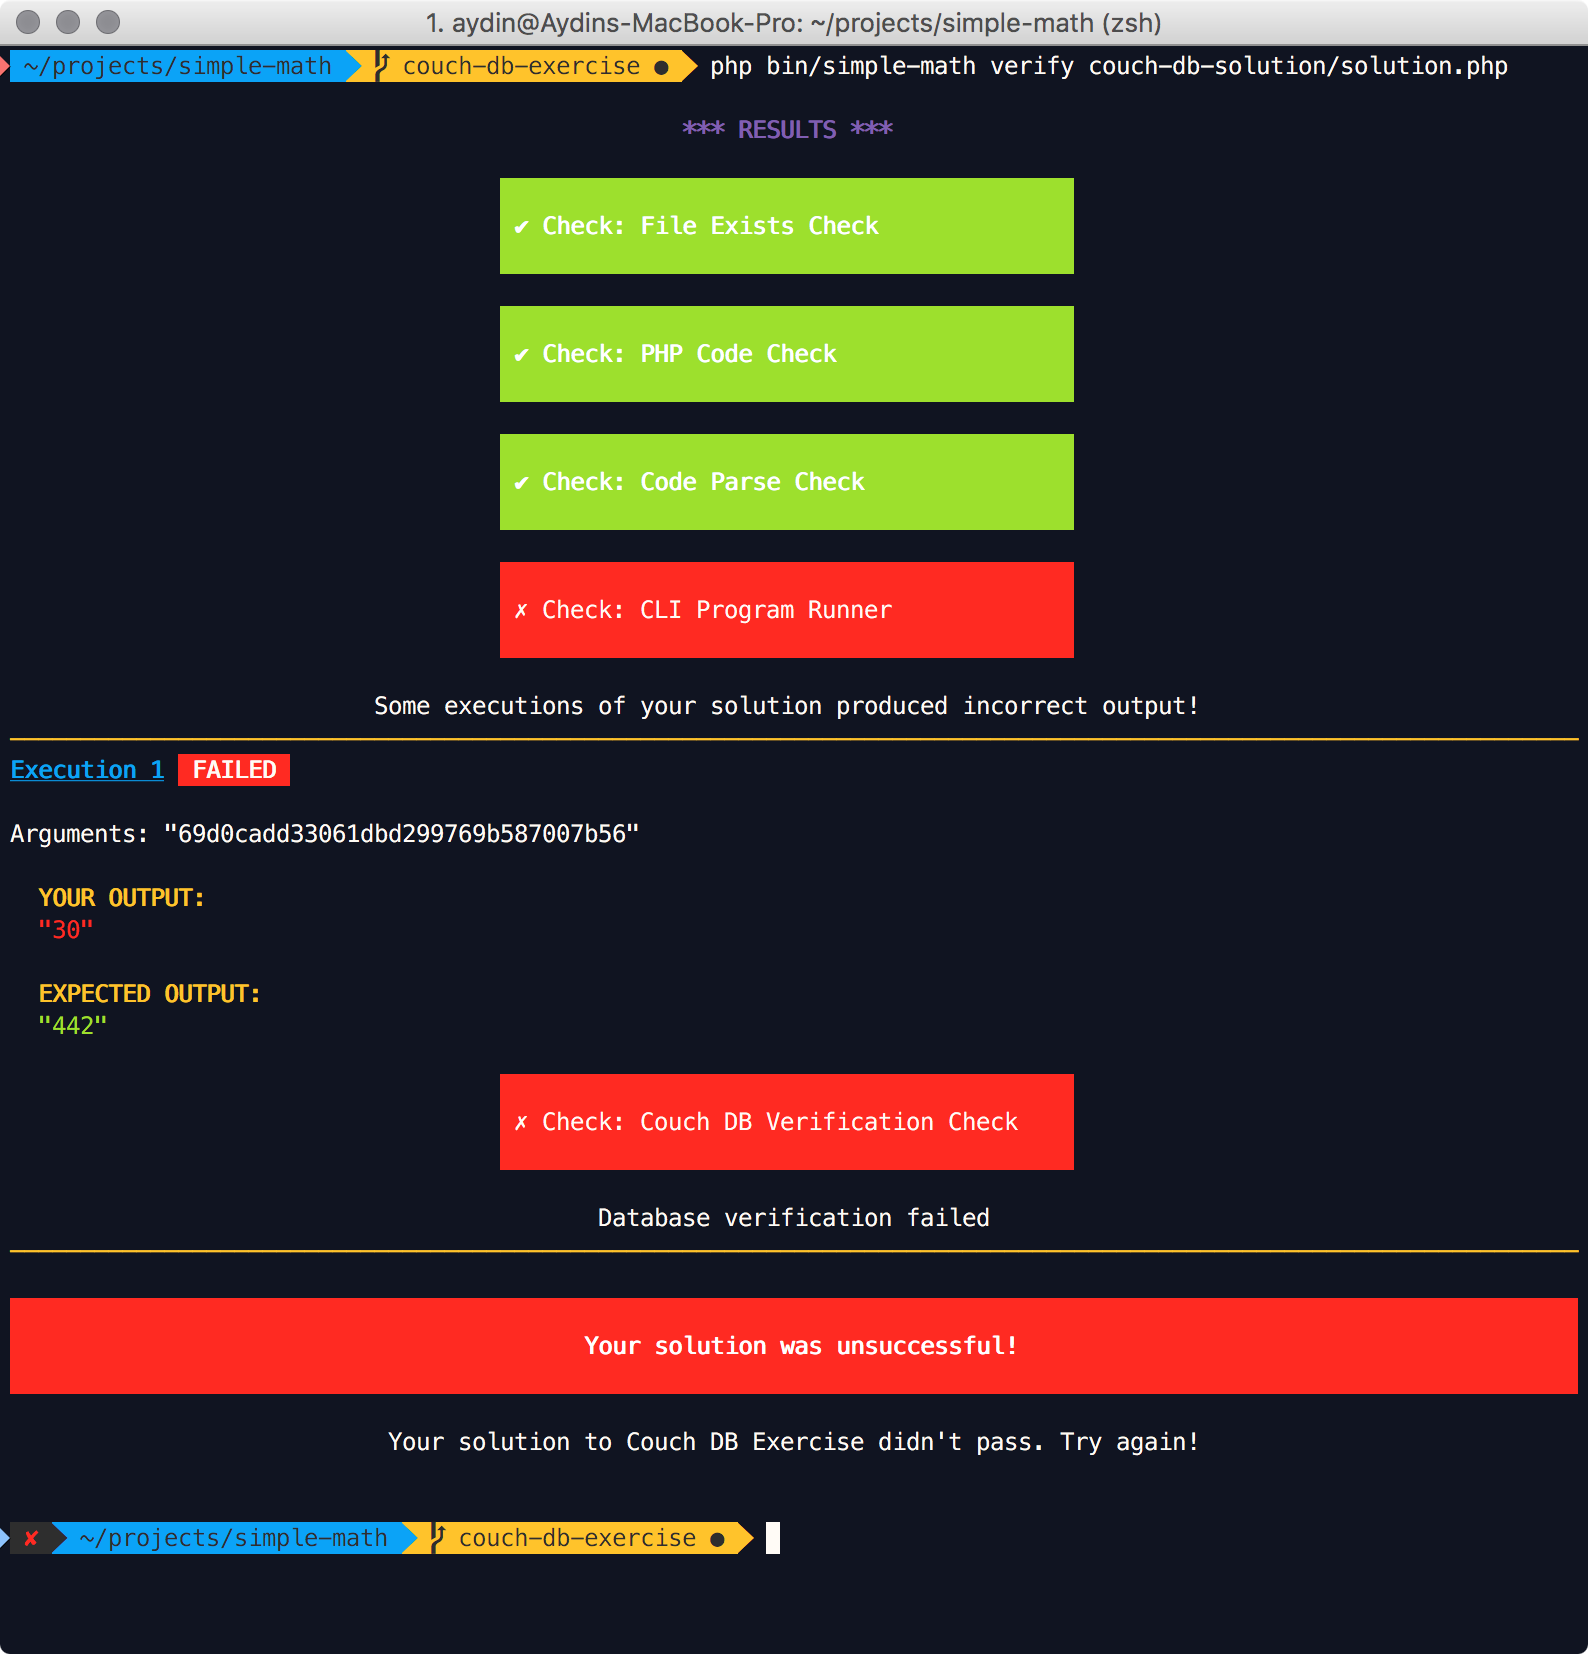 1. aydin@Aydins-MacBook-Pro: ~/projects/simple-math (zsh)
~/projects/simple-math couch-db-exercise ● php bin/simple-math verify couch-db-solution/solution.php
*** RESULTS ***
✔ Check: File Exists Check
✔ Check: PHP Code Check
✔ Check: Code Parse Check
✗ Check: CLI Program Runner
Some executions of your solution produced incorrect output!
Execution 1 FAILED
Arguments: "69d0cadd33061dbd299769b587007b56"
YOUR OUTPUT:
"30"
EXPECTED OUTPUT:
"442"
✗ Check: Couch DB Verification Check
Database verification failed
Your solution was unsuccessful!
Your solution to Couch DB Exercise didn't pass. Try again!
✘ ~/projects/simple-math couch-db-exercise ●